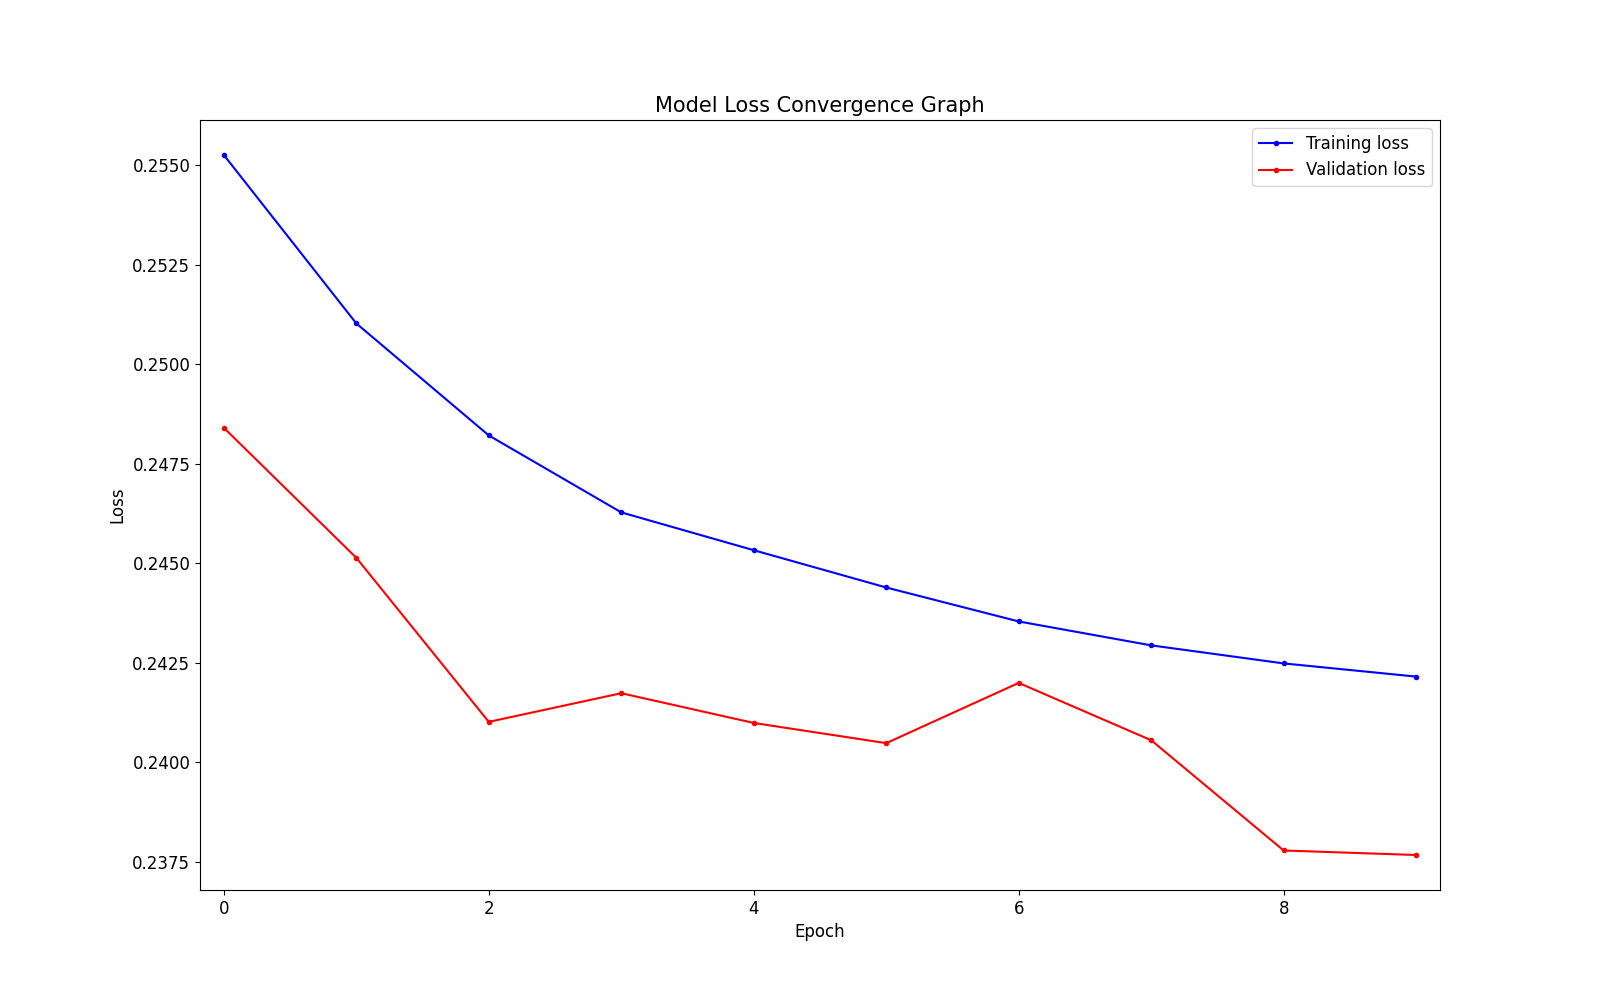 Model Loss Convergence Graph
Training loss
Validation loss
0.2550
0.2525
0.2500
0.2475
0.2450
0.2425
0.2400
0.2375
Loss
0 2 4 6 8
Epoch